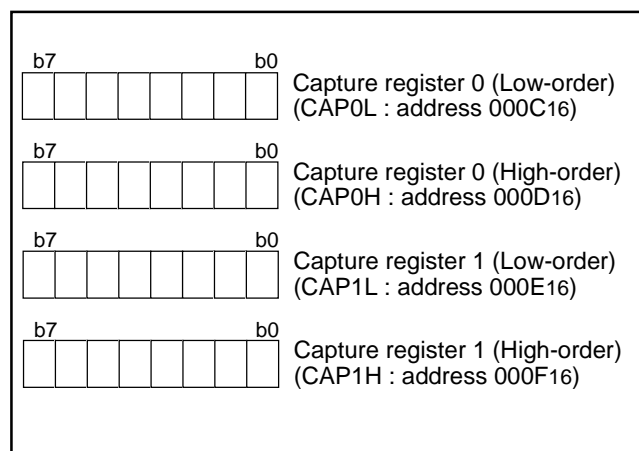 b7 b0
Capture register 0 (Low-order)
(CAP0L : address 000C16)
b7 b0
Capture register 0 (High-order)
(CAP0H : address 000D16)
b7 b0
Capture register 1 (Low-order)
(CAP1L : address 000E16)
b7 b0
Capture register 1 (High-order)
(CAP1H : address 000F16)